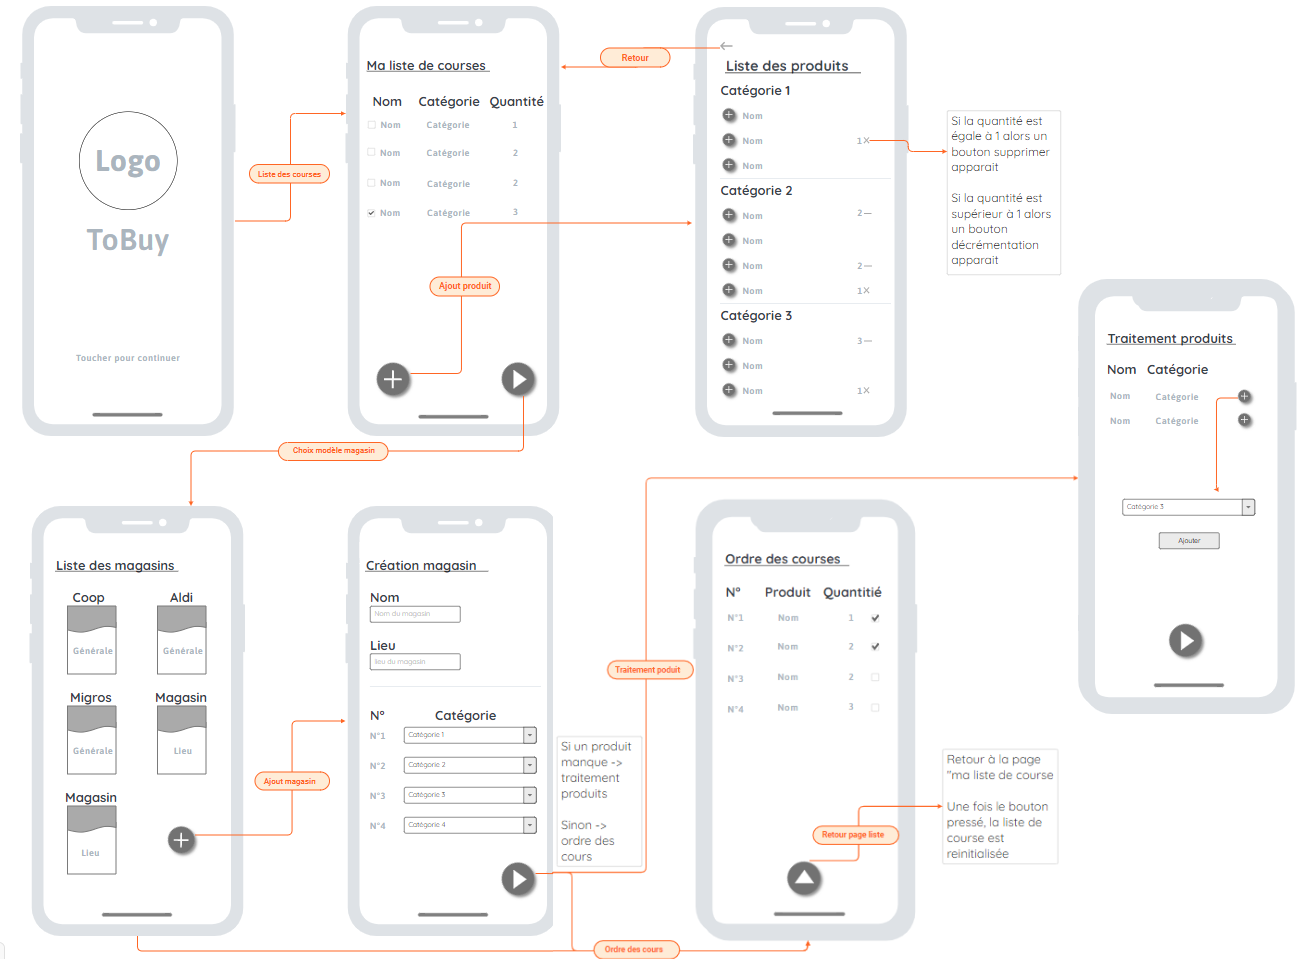 Logo
ToBuy
Toucher pour continuer
Liste des courses
Ma liste de courses
Nom Catégorie Quantité
Nom Catégorie 1
Nom Catégorie 2
Nom Catégorie 2
Nom Catégorie 3
Ajout produit
Retour
Liste des produits
Catégorie 1
Nom
Nom 1X
Nom
Catégorie 2
Nom 2—
Nom
Nom 2—
Nom 1X
Catégorie 3
Nom 3—
Nom
Nom 1X
Si la quantité est
égale à 1 alors un
bouton supprimer
apparait
Si la quantité est
supérieur à 1 alors
un bouton
décrémentation
apparait
Traitement produits
Nom Catégorie
Nom Catégorie
Nom Catégorie
Catégorie 3
Ajouter
Choix modèle magasin
Liste des magasins
Coop Aldi
Générale Générale
Migros Magasin
Générale Lieu
Magasin
Lieu
Ajout magasin
Création magasin
Nom
Nom du magasin
Lieu
lieu du magasin
N° Catégorie
N°1 Catégorie 1
N°2 Catégorie 2
N°3 Catégorie 3
N°4 Catégorie 4
Si un produit
manque ->
traitement
produits
Sinon ->
ordre des
cours
Traitement poduit
Ordre des cours
Ordre des courses
N° Produit Quantitié
N°1 Nom 1
N°2 Nom 2
N°3 Nom 2
N°4 Nom 3
Retour page liste
Retour à la page
"ma liste de course
Une fois le bouton
pressé, la liste de
course est
reinitialisée